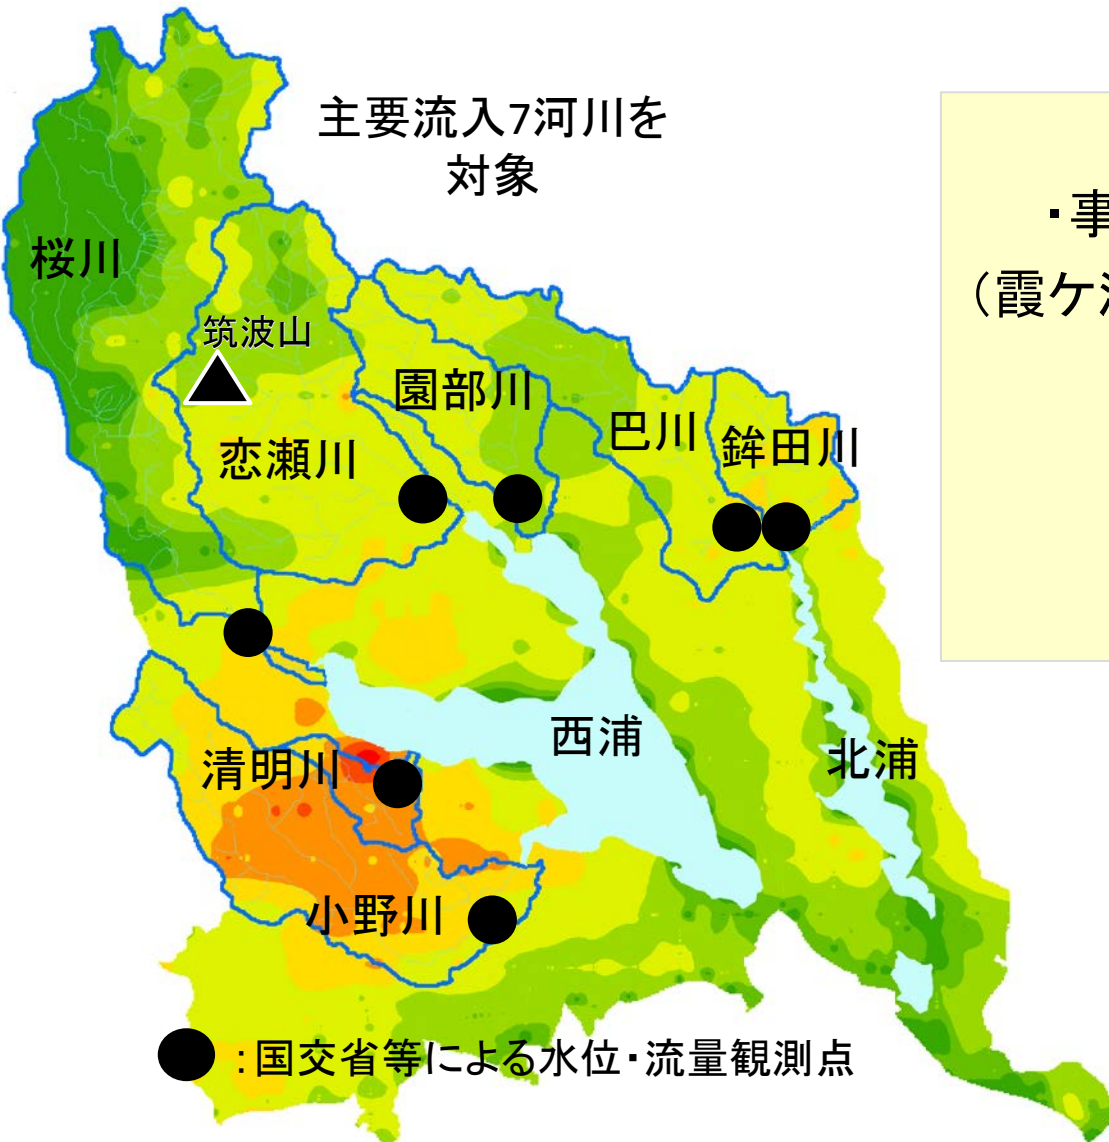 主要流入7河川を
対象
・事
(霞ケ
桜川
筑波山
園部川
巴川
鉾田川
恋瀬川
西浦
北浦
清明川
小野川
:国交省等による水位・流量観測点